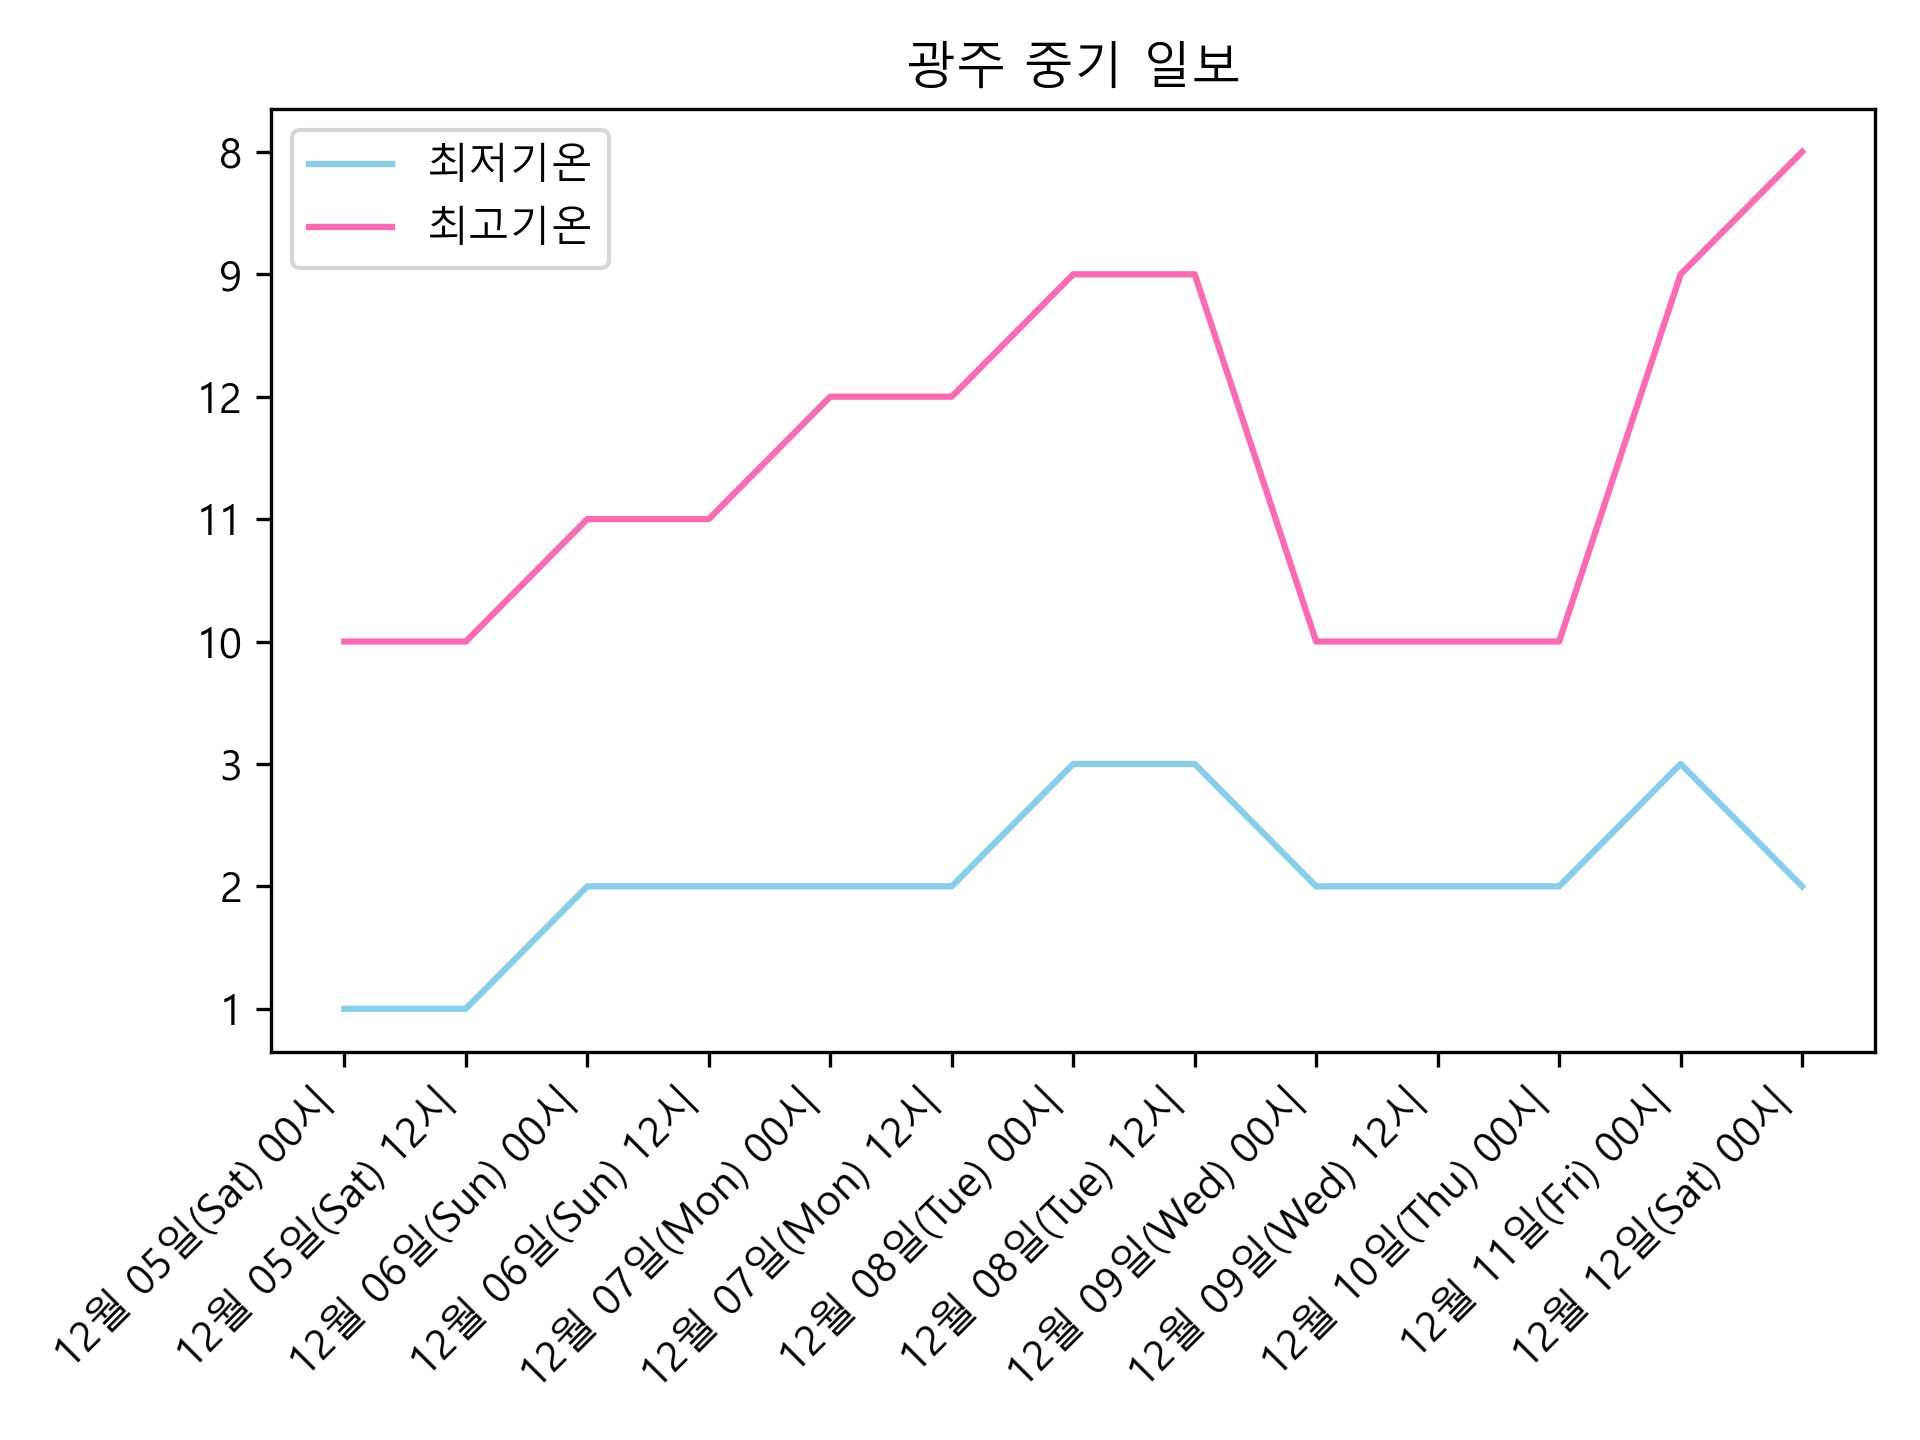 광주 중기 일보
최저기온
최고기온
8
9
12
11
10
3
2
1
12월 05일(Sat) 00시
12월 05일(Sat) 12시
12월 06일(Sun) 00시
12월 06일(Sun) 12시
12월 07일(Mon) 00시
12월 07일(Mon) 12시
12월 08일(Tue) 00시
12월 08일(Tue) 12시
12월 09일(Wed) 00시
12월 09일(Wed) 12시
12월 10일(Thu) 00시
12월 11일(Fri) 00시
12월 12일(Sat) 00시